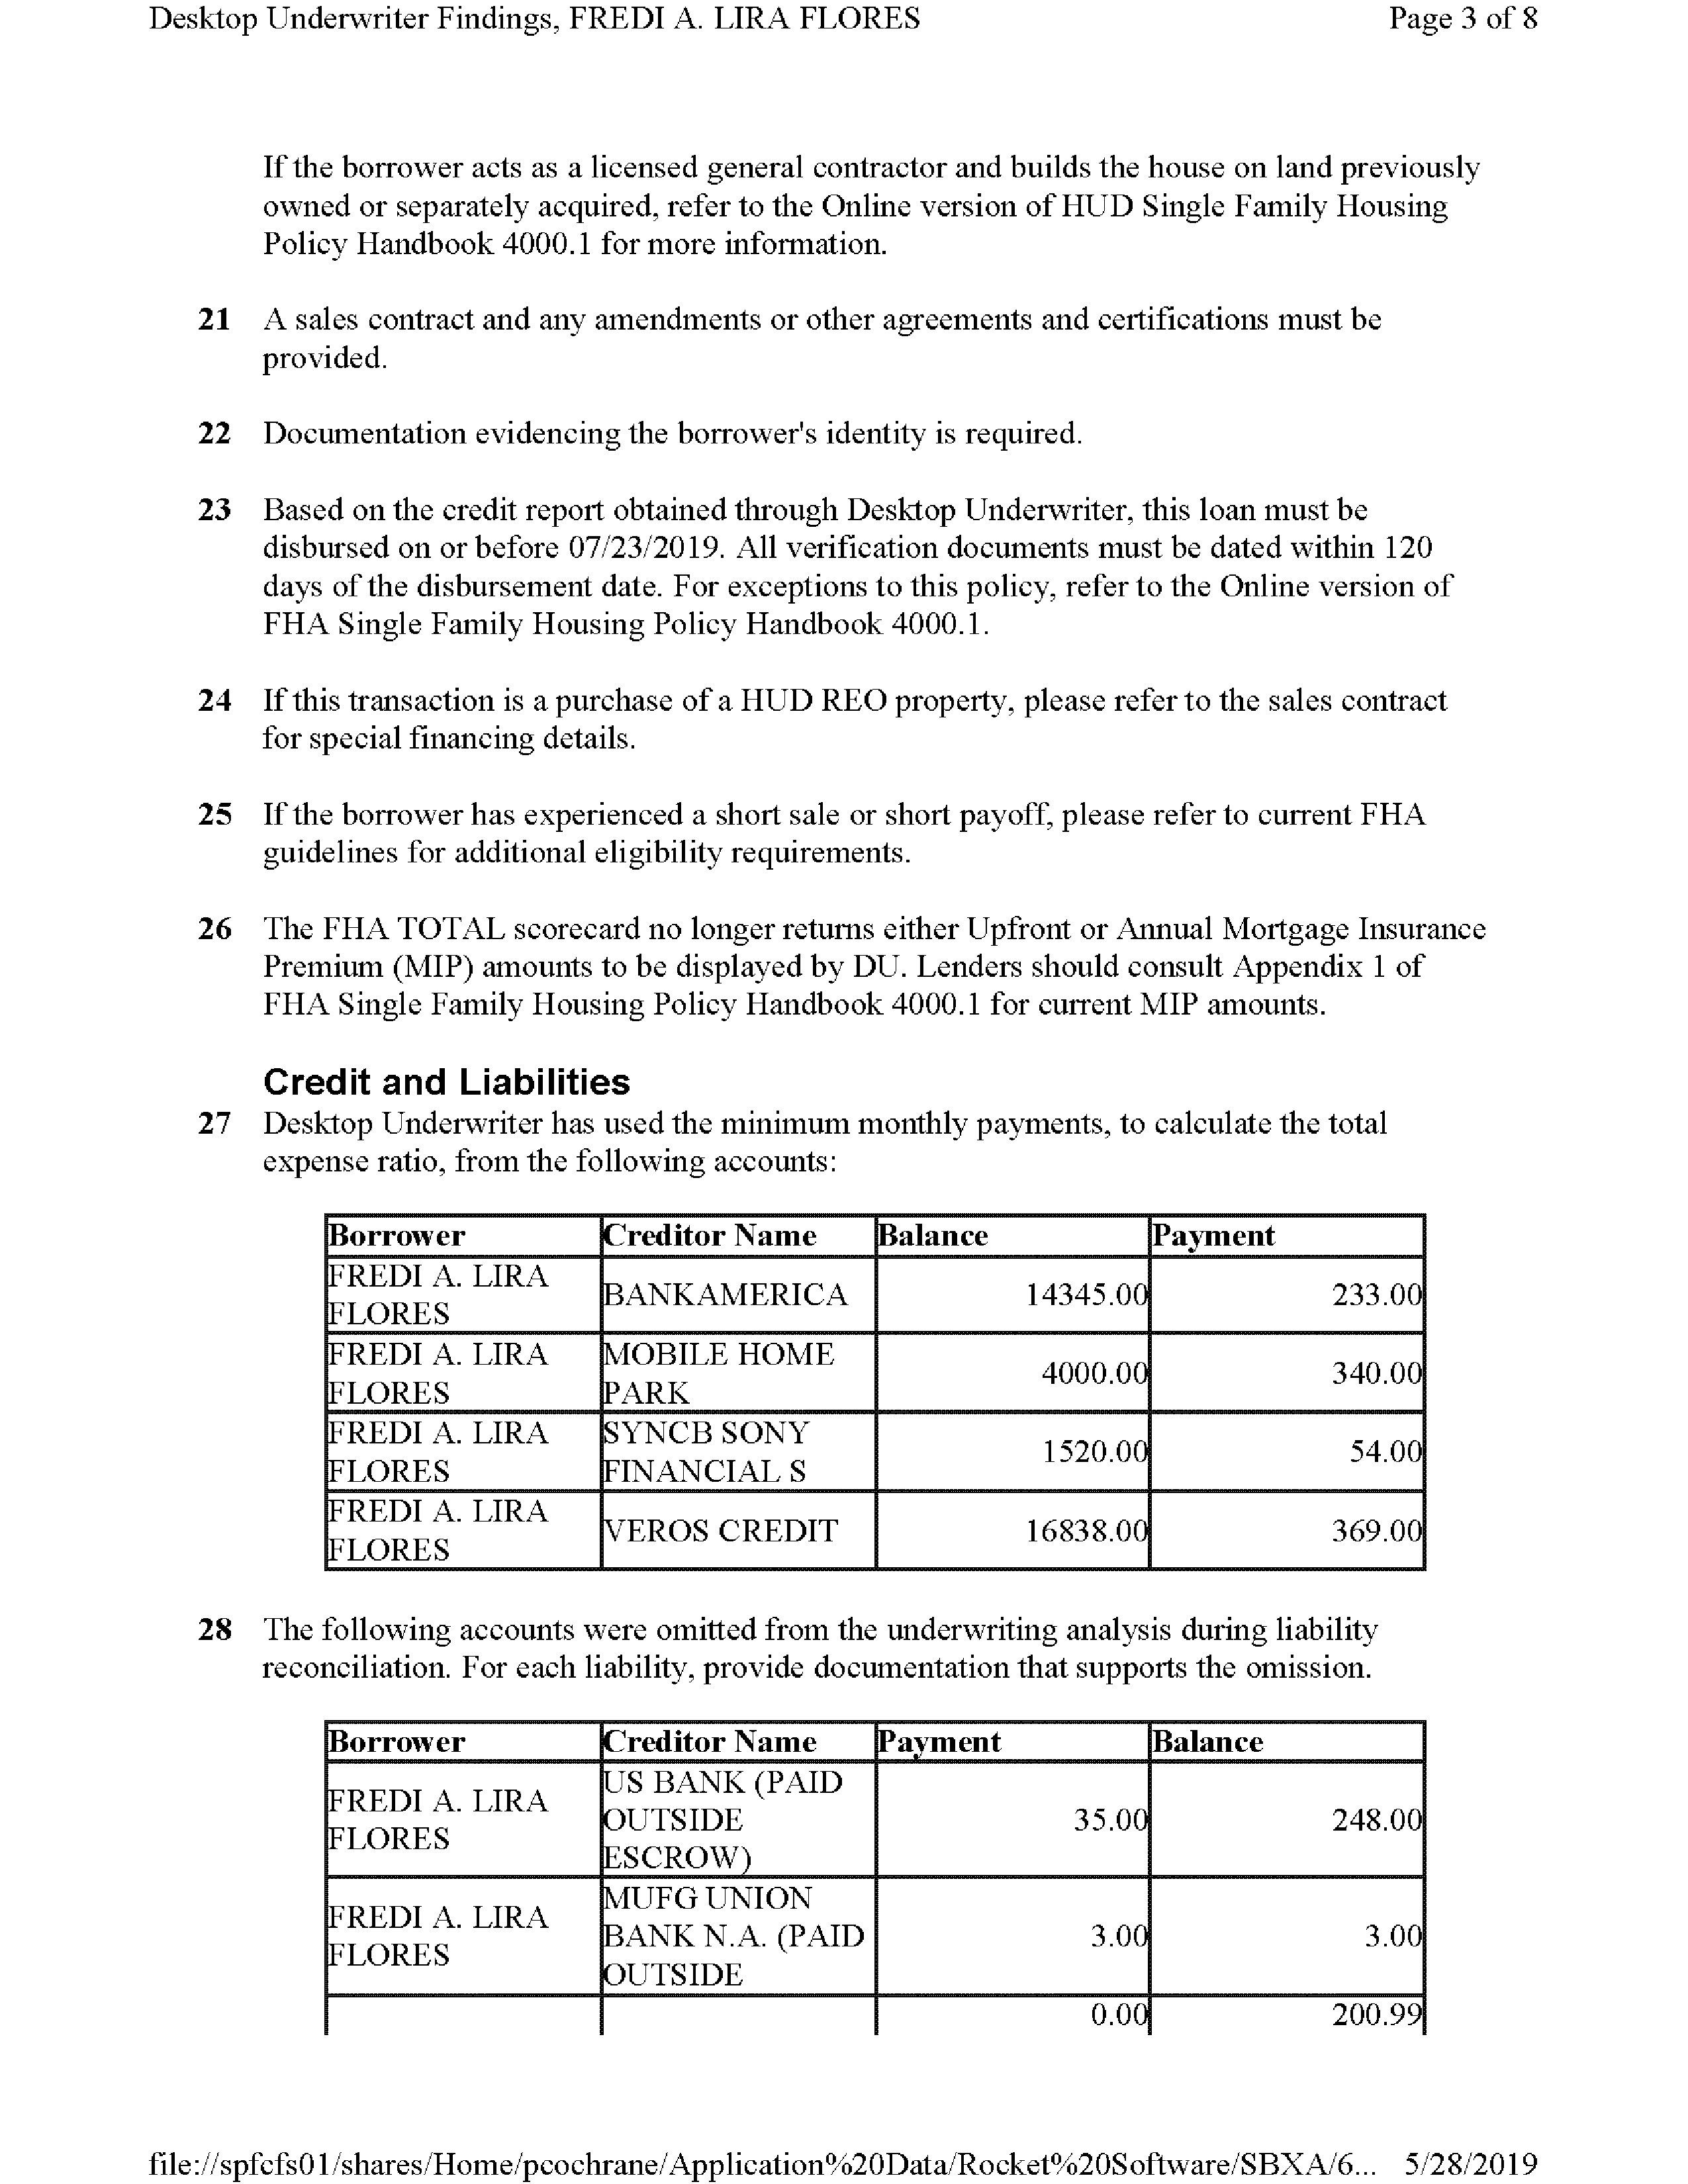 Desktop Underwriter Findings, FREDI A. LIRA FLORES Page 3 of 8
If the borrower acts as a licensed general contractor and builds the house on land previously
owned or separately acquired, refer to the Online version of HUD Single Family Housing
Policy Handbook 4000.1 for more information.
21 A sales contract and any amendments or other agreements and certifications must be
provided.
22 Documentation evidencing the borrower's identity is required.
23 Based on the credit report obtained through Desktop Underwriter, this loan must be
disbursed on or before 07/23/2019. All verification documents must be dated within 120
days of the disbursement date. For exceptions to this policy, refer to the Online version of
FHA Single Family Housing Policy Handbook 4000.1.
24 If this transaction is a purchase of a HUD REO property, please refer to the sales contract
for special financing details.
25 If the borrower has experienced a short sale or short payoff, please refer to current FHA
guidelines for additional eligibility requirements.
26 The FHA TOTAL scorecard no longer returns either Upfront or Annual Mortgage Insurance
Premium (MIP) amounts to be displayed by DU. Lenders should consult Appendix 1 of
FHA Single Family Housing Policy Handbook 4000.1 for current MIP amounts.
Credit and Liabilities
27 Desktop Underwriter has used the minimum monthly payments, to calculate the total
expense ratio, from the following accounts:
Borrower Creditor Name Balance Payment
FREDI A. LIRA
FLORES BANKAMERICA 14345.00 233.00
FREDI A. LIRA MOBILE HOME
FLORES PARK 4000.00 340.00
FREDI A. LIRA SYNCB SONY
FLORES FINANCIAL S 1520.00 54.00
FREDI A. LIRA
FLORES VEROS CREDIT 16838.00 369.00
28 The following accounts were omitted from the underwriting analysis during liability
reconciliation. For each liability, provide documentation that supports the omission.
Borrower Creditor Name Payment Balance
FREDI A. LIRA US BANK (PAID
FLORES OUTSIDE 35.00 248.00
ESCROW)
FREDI A. LIRA MUFG UNION
FLORES BANK N.A. (PAID 3.00 3.00
OUTSIDE
0.00 200.99
file://spfcfs01/shares/Home/pcochrane/Application%20Data/Rocket%20Software/SBXA/6... 5/28/2019